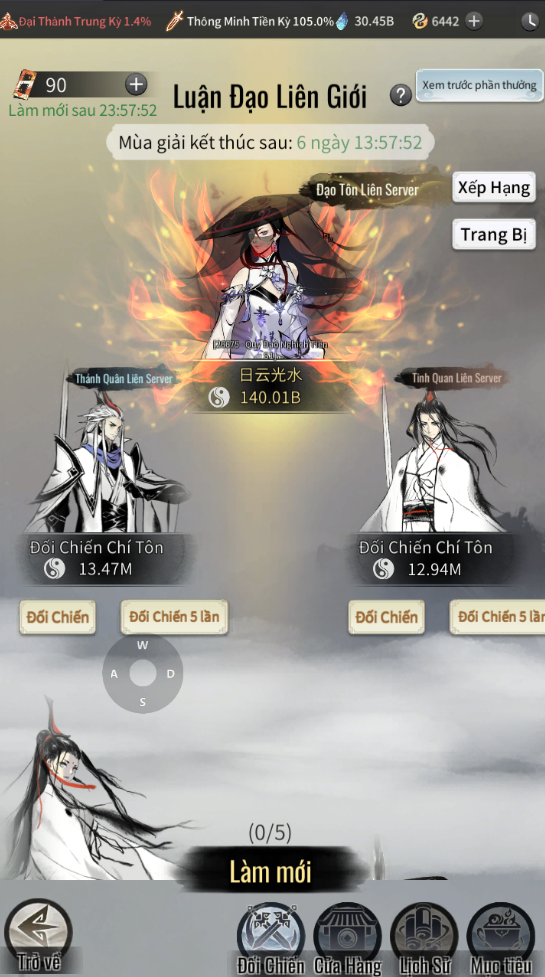 Đại Thành Trung Kỳ 1.4%
Thông Minh Tiền Kỳ 105.0%
30.45B
6442
90
Làm mới sau 23:57:52
Luận Đạo Liên Giới
?
Xem trước phần thưởng
Mùa giải kết thúc sau: 6 ngày 13:57:52
Đạo Tôn Liên Server
Xếp Hạng
Trang Bị
日云光水
140.01B
Thánh Quân Liên Server
Tinh Quan Liên Server
Đối Chiến Chí Tôn
13.47M
Đối Chiến Chí Tôn
12.94M
Đối Chiến
Đối Chiến 5 lần
Đối Chiến
Đối Chiến 5 lần
W
A
D
S
(0/5)
Làm mới
Trở về
Đối Chiến
Cửa Hàng
Lịch Sử
Mục tiêu